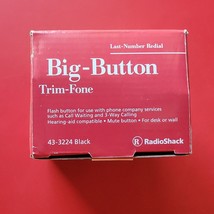 Last-Number Redial
Big-Button
Trim-Fone
Flash button for use with phone company services
such as Call Waiting and 3-Way Calling
Hearing-aid compatible • Mute button • For desk or wall
43-3224 Black
R RadioShack